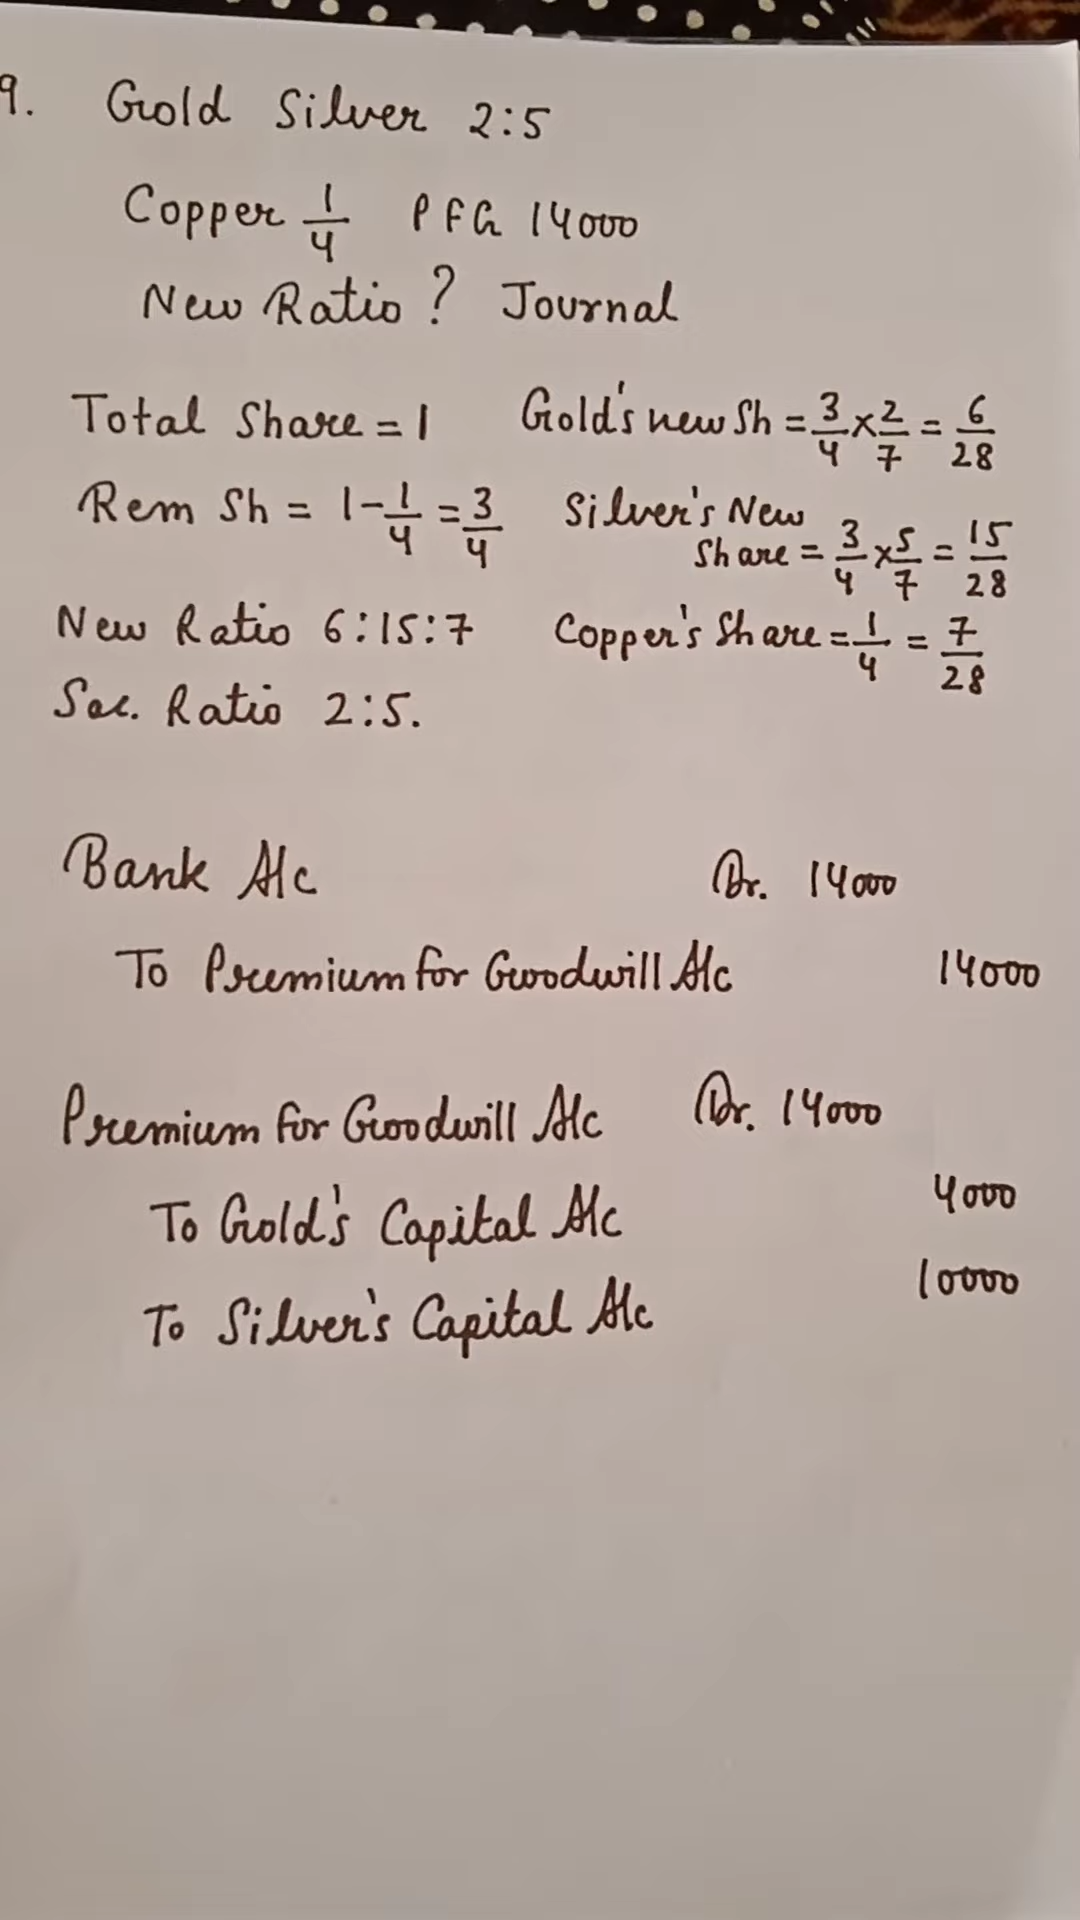 9. Gold Silver 2:5
Copper 1/4 PFG 14000
New Ratio? Journal
Total Share = 1
Rem Sh = 1 - 1/4 = 3/4
Gold's new Sh = 3/4 x 2/7 = 6/28
Silver's New
Share = 3/4 x 5/7 = 15/28
New Ratio 6:15:7
Copper's Share = 1/4 = 7/28
Sac. Ratio 2:5.
Bank A/c Dr. 14000
To Premium for Goodwill A/c 14000
Premium for Goodwill A/c Dr. 14000
To Gold's Capital A/c 4000
To Silver's Capital A/c 10000